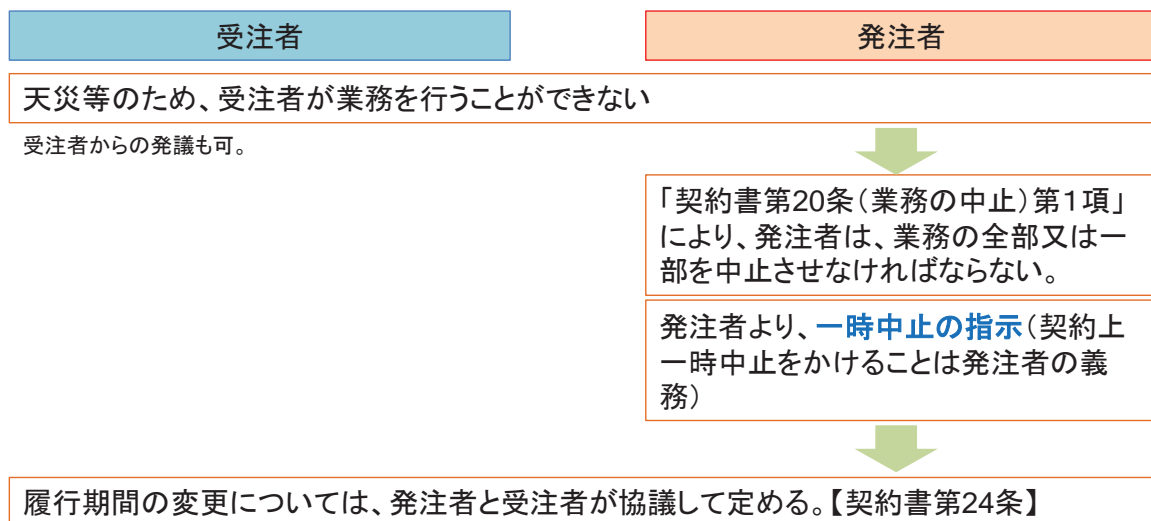 受注者
発注者
天災等のため、受注者が業務を行うことができない
受注者からの発議も可。
「契約書第20条（業務の中止）第１項」
により、発注者は、業務の全部又は一
部を中止させなければならない。
発注者より、一時中止の指示（契約上
一時中止をかけることは発注者の義
務）
履行期間の変更については、発注者と受注者が協議して定める。【契約書第24条】